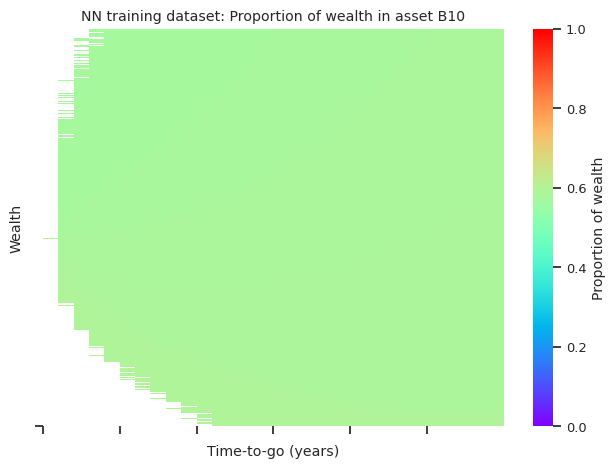 NN training dataset: Proportion of wealth in asset B10
Wealth
Time-to-go (years)
1.0
0.8
0.6
0.4
0.2
0.0
Proportion of wealth